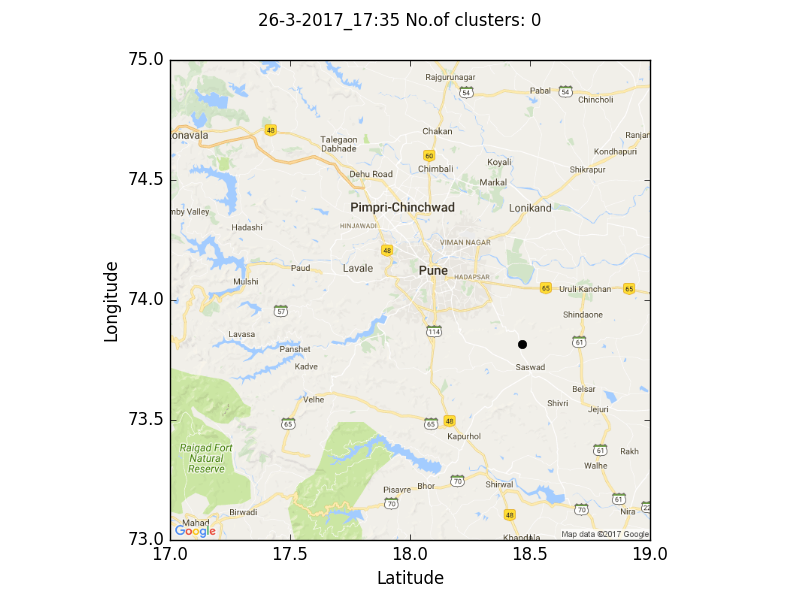 26-3-2017_17:35 No.of clusters: 0
75.0
Rajgurunagar
54
Pabal
54
Chincholi
onavala
48
Talegaon
Dabhade
Chakan
Ranjan
60
Kondhapuri
Dehu Road
Chimbali
Koyali
Shikrapur
74.5
Markal
mby Valley
Pimpri-Chinchwad
Lonikand
Hadashi
HINJAWADI
48
VIMAN NAGAR
Paud
Lavale
Pune
HADAPSAR
Mulshi
65
Uruli Kanchan
65
74.0
57
Shindaone
Longitude
114
Lavasa
61
Panshet
Kadve
Saswad
Belsar
Velhe
Shivri
Jejuri
73.5
65
65
48
Kapurhol
Raigad Fort
Natural
Reserve
61
Rakh
Walhe
Pisavre
Bhor
70
Shirwal
70
61
Birwadi
48
70
Nira
22
Mahad
Google
Khandala
Map data ©2017 Google
73.0
17.0
17.5
18.0
18.5
19.0
Latitude